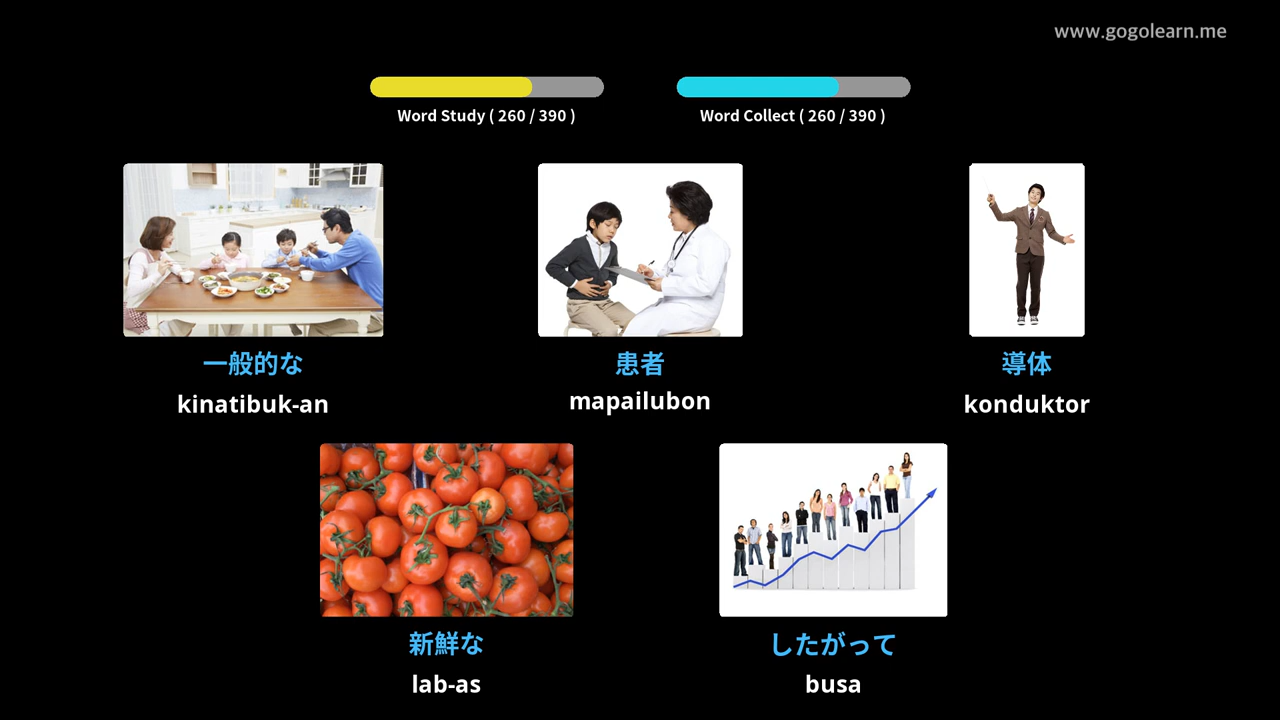 www.gogolearn.me
Word Study ( 260 / 390 )
Word Collect ( 260 / 390 )
一般的な
kinatibuk-an
患者
mapailubon
導体
konduktor
新鮮な
lab-as
したがって
busa